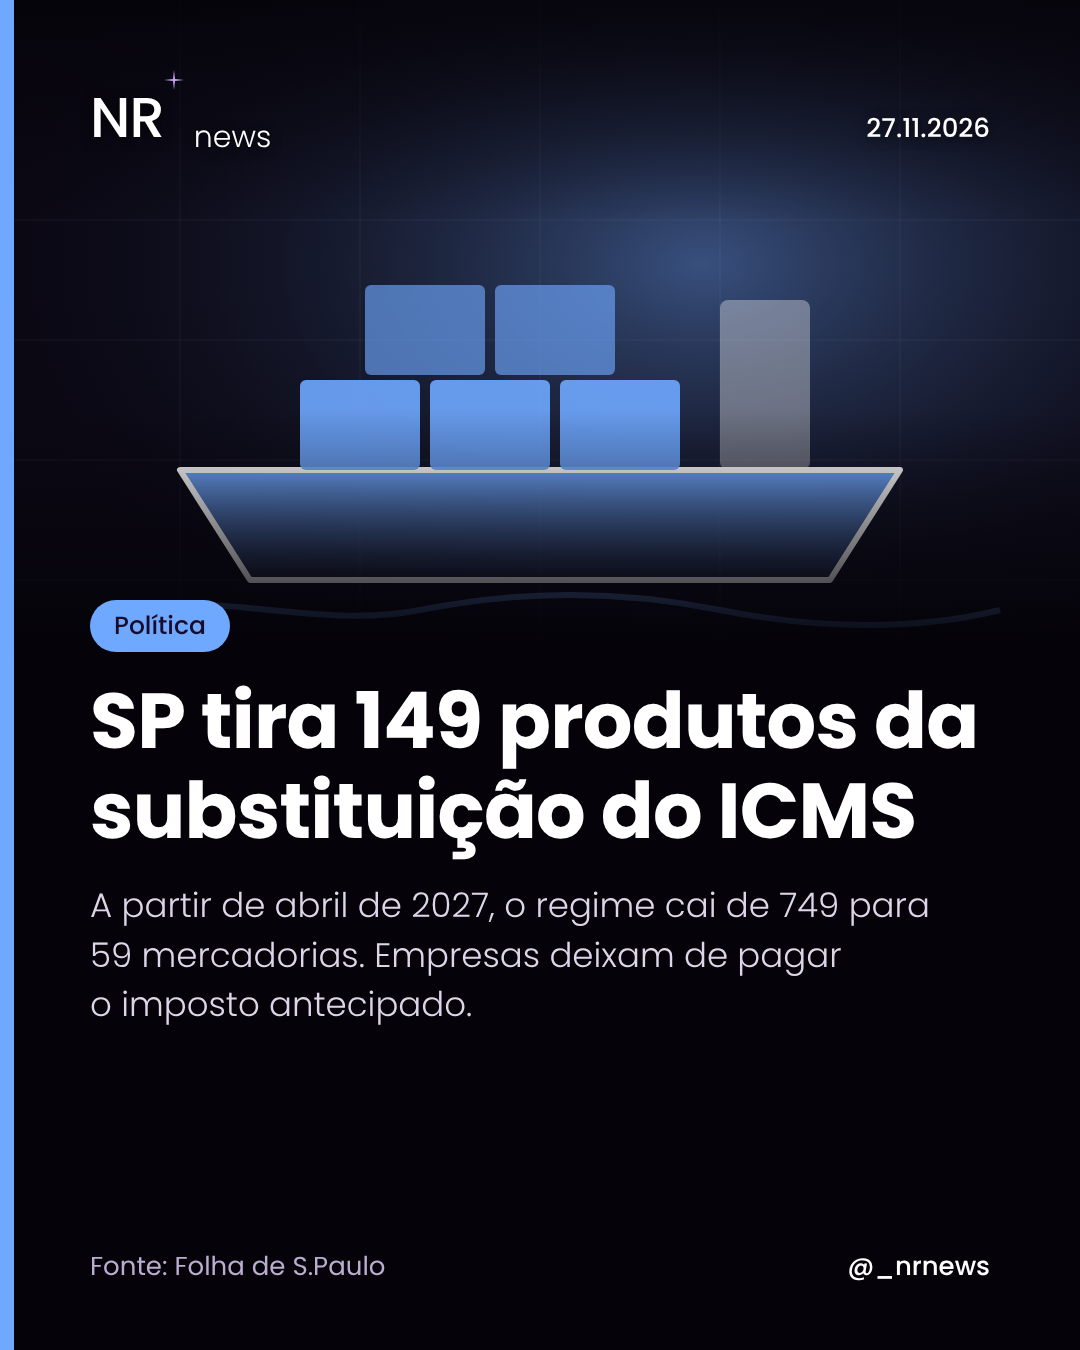 NR news
27.11.2026
Política
SP tira 149 produtos da
substituição do ICMS
A partir de abril de 2027, o regime cai de 749 para
59 mercadorias. Empresas deixam de pagar
o imposto antecipado.
Fonte: Folha de S.Paulo
@_nrnews